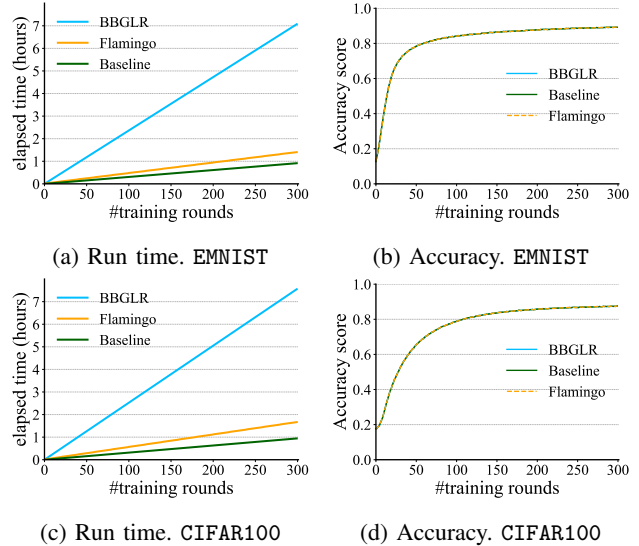 elapsed time (hours)
7
6
5
4
3
2
1
0
BBGLR
Flamingo
Baseline
0 50 100 150 200 250 300
#training rounds
(a) Run time. EMNIST
Accuracy score
1.0
0.8
0.6
0.4
0.2
0.0
BBGLR
Baseline
Flamingo
0 50 100 150 200 250 300
#training rounds
(b) Accuracy. EMNIST
elapsed time (hours)
7
6
5
4
3
2
1
0
BBGLR
Flamingo
Baseline
0 50 100 150 200 250 300
#training rounds
(c) Run time. CIFAR100
Accuracy score
1.0
0.8
0.6
0.4
0.2
0.0
BBGLR
Baseline
Flamingo
0 50 100 150 200 250 300
#training rounds
(d) Accuracy. CIFAR100